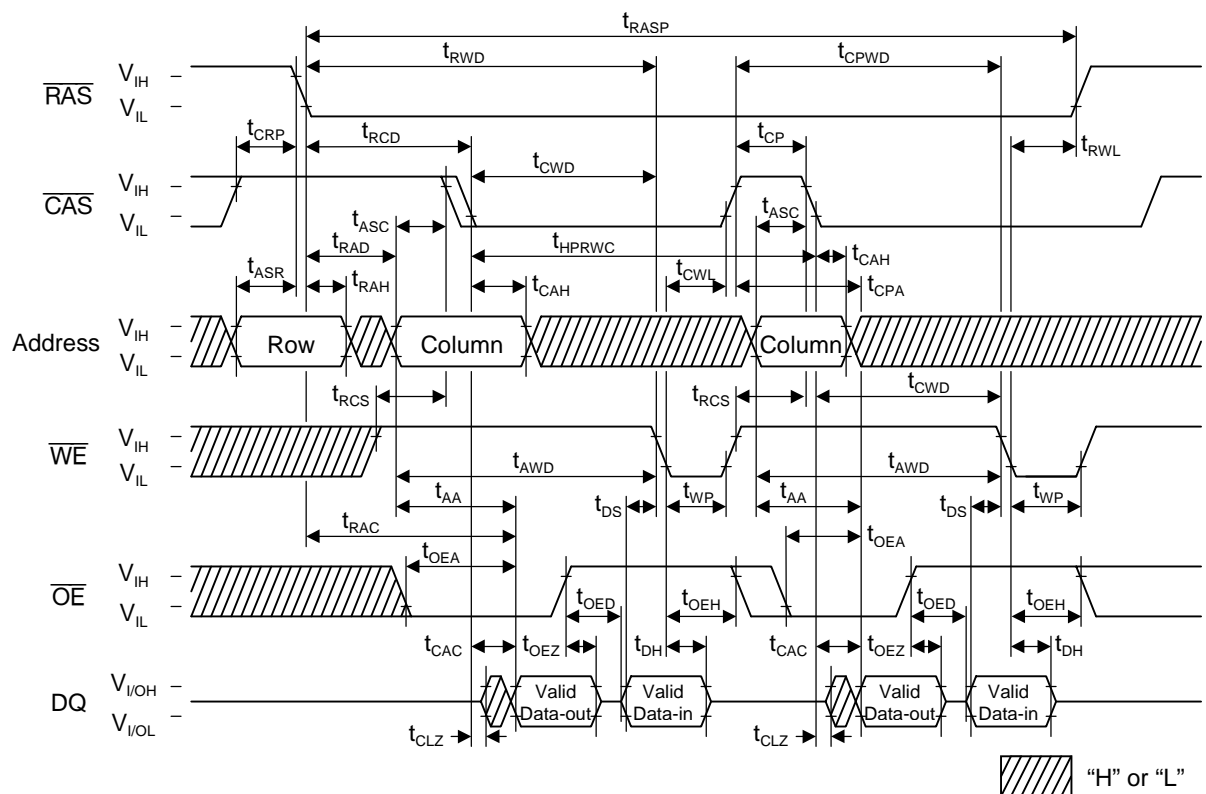 tRASP
tRWD tCPWD
RAS VIH
VIL
tCRP tRCD tCP tRWL
tCWD
CAS VIH
VIL
tASC tASC
tRAD tHPRWC tCAH
tASR tRAH tCAH tCWL tCPA
Address VIH
VIL
Row Column Column
tRCS tRCS tCWD
WE VIH
VIL
tAWD tAWD
tAA tDS tWP tAA tDS tWP
tRAC tOEA tOEA
OE VIH
VIL
tOED tOEH tOED tOEH
tCAC tOEZ tDH tCAC tOEZ tDH
DQ VI/OH
VI/OL
Valid Data-out Valid Data-in Valid Data-out Valid Data-in
tCLZ tCLZ
“H” or “L”